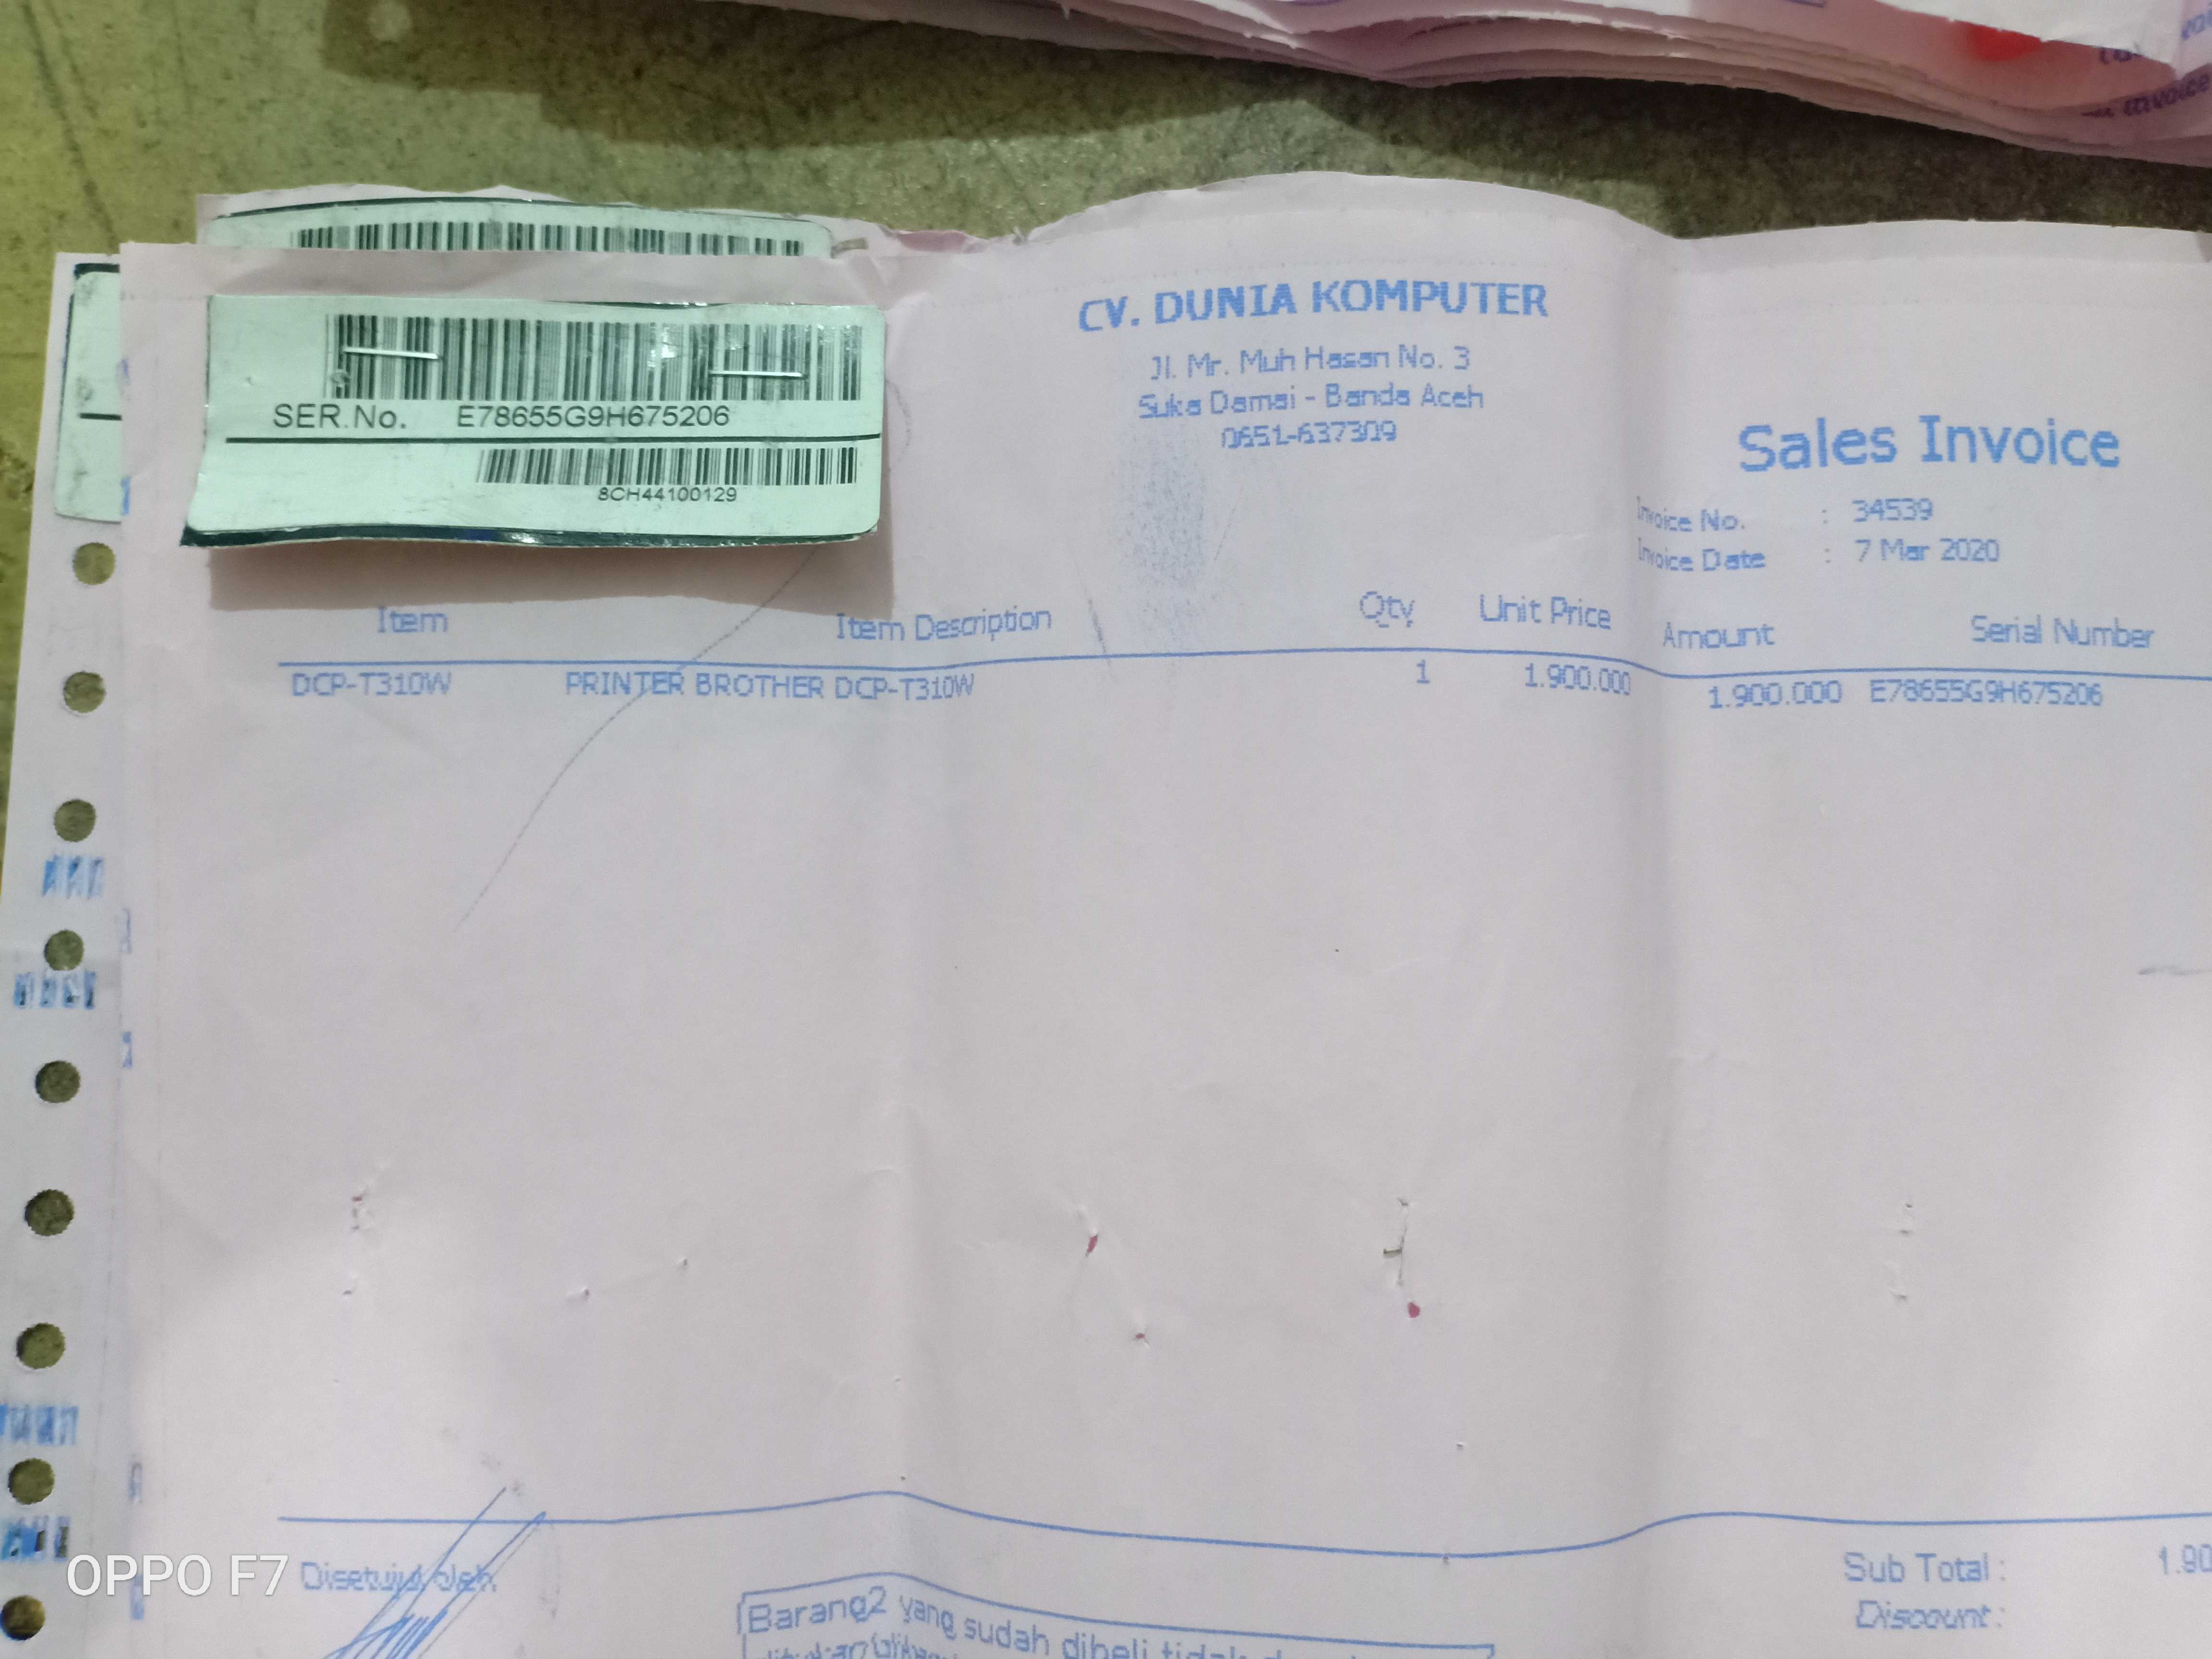 CV. DUNIA KOMPUTER
Jl. Mr. Muh Hasan No. 3
Suka Damai - Banda Aceh
0651-637309
SER.No. E78655G9H675206
8CH44100129
Sales Invoice
Invoice No. : 34539
Invoice Date : 7 Mar 2020
Item Item Description Qty Unit Price Amount Serial Number
DCP-T310W PRINTER BROTHER DCP-T310W 1 1.900.000 1.900.000 E78655G9H675206
Disetujui oleh
Sub Total : 1.90
Discount :
Barang2 yang sudah dibeli tidak
OPPO F7